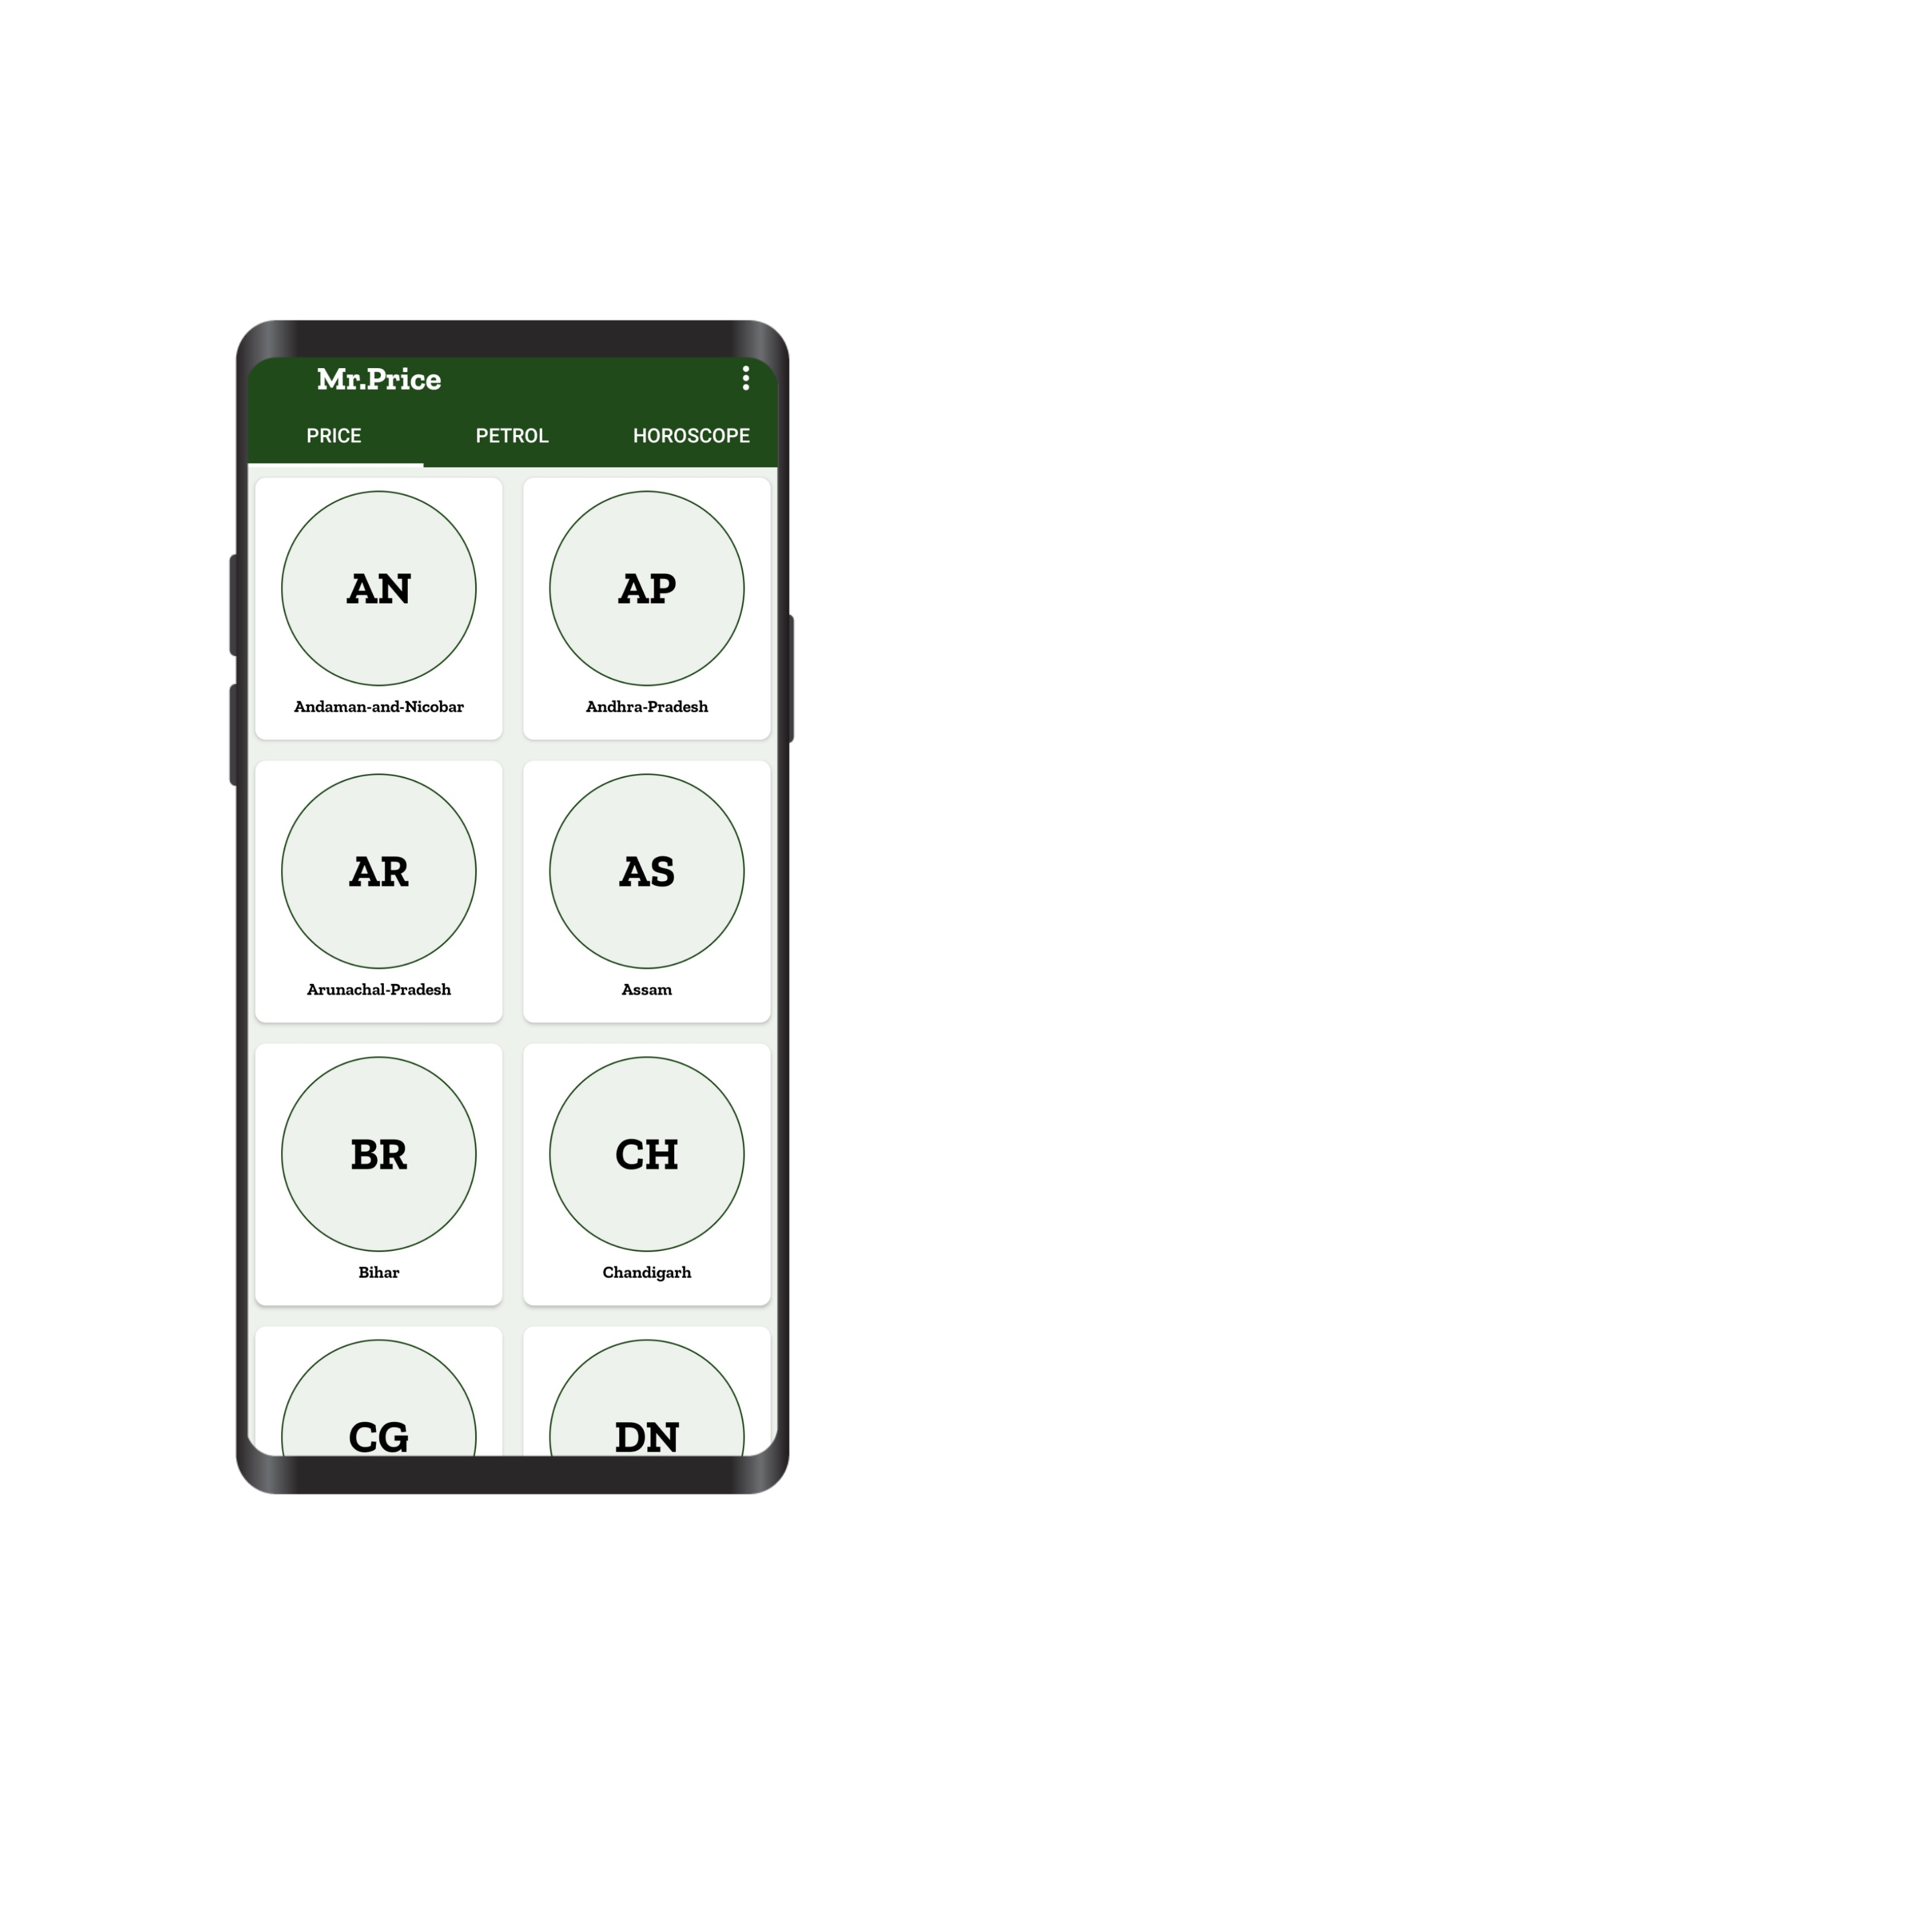 Mr.Price
PRICE PETROL HOROSCOPE
AN AP
Andaman-and-Nicobar Andhra-Pradesh
AR AS
Arunachal-Pradesh Assam
BR CH
Bihar Chandigarh
CG DN